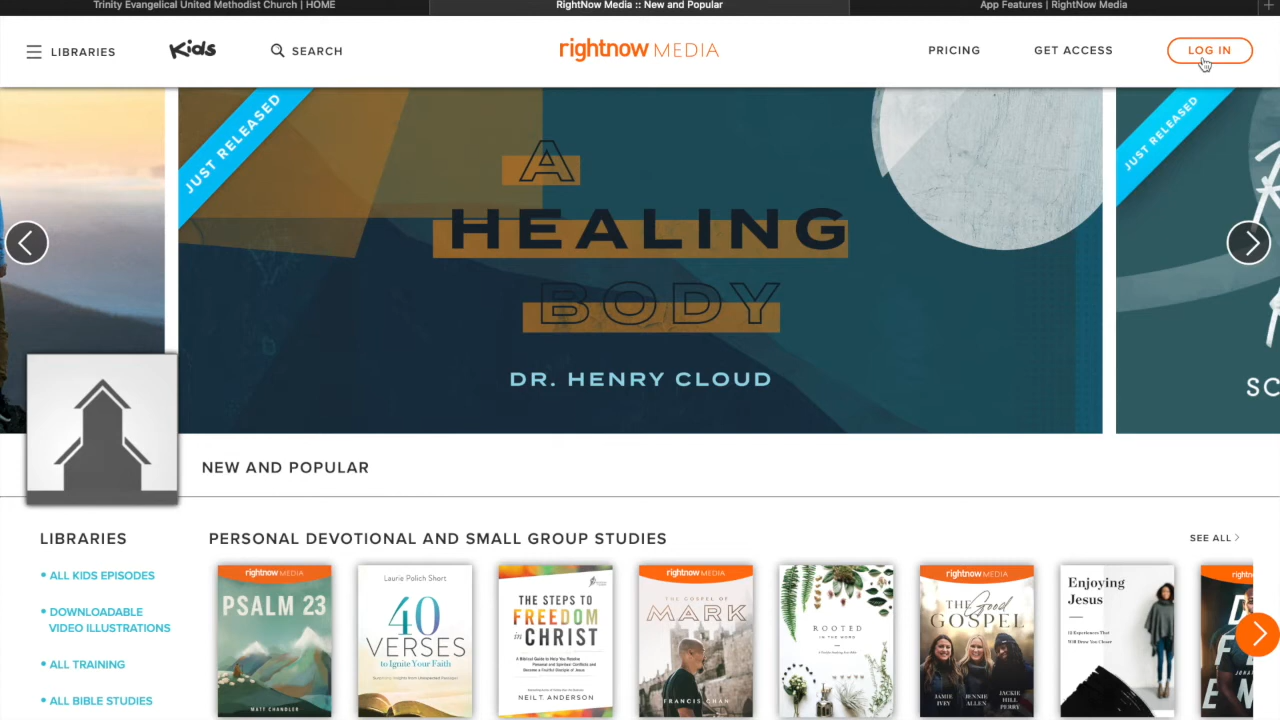 Trinity Evangelical United Methodist Church | HOME
RightNow Media :: New and Popular
App Features | RightNow Media
LIBRARIES
Kids
SEARCH
rightnow MEDIA
PRICING
GET ACCESS
LOG IN
JUST RELEASED
A
HEALING
BODY
DR. HENRY CLOUD
JUST RELEASED
SC
NEW AND POPULAR
LIBRARIES
• ALL KIDS EPISODES
• DOWNLOADABLE
VIDEO ILLUSTRATIONS
• ALL TRAINING
• ALL BIBLE STUDIES
PERSONAL DEVOTIONAL AND SMALL GROUP STUDIES
SEE ALL
rightnow MEDIA
PSALM 23
MATT CHANDLER
Laurie Polich Short
40
VERSES
to Ignite Your Faith
THE STEPS TO
FREEDOM
in CHRIST
NEIL T. ANDERSON
rightnow MEDIA
THE GOSPEL OF
MARK
FRANCIS CHAN
ROOTED
IN THE WORD
rightnow MEDIA
THE Good
GOSPEL
JAMIE
IVEY
JENNIE
ALLEN
JACKIE
HILL
PERRY
Enjoying
Jesus